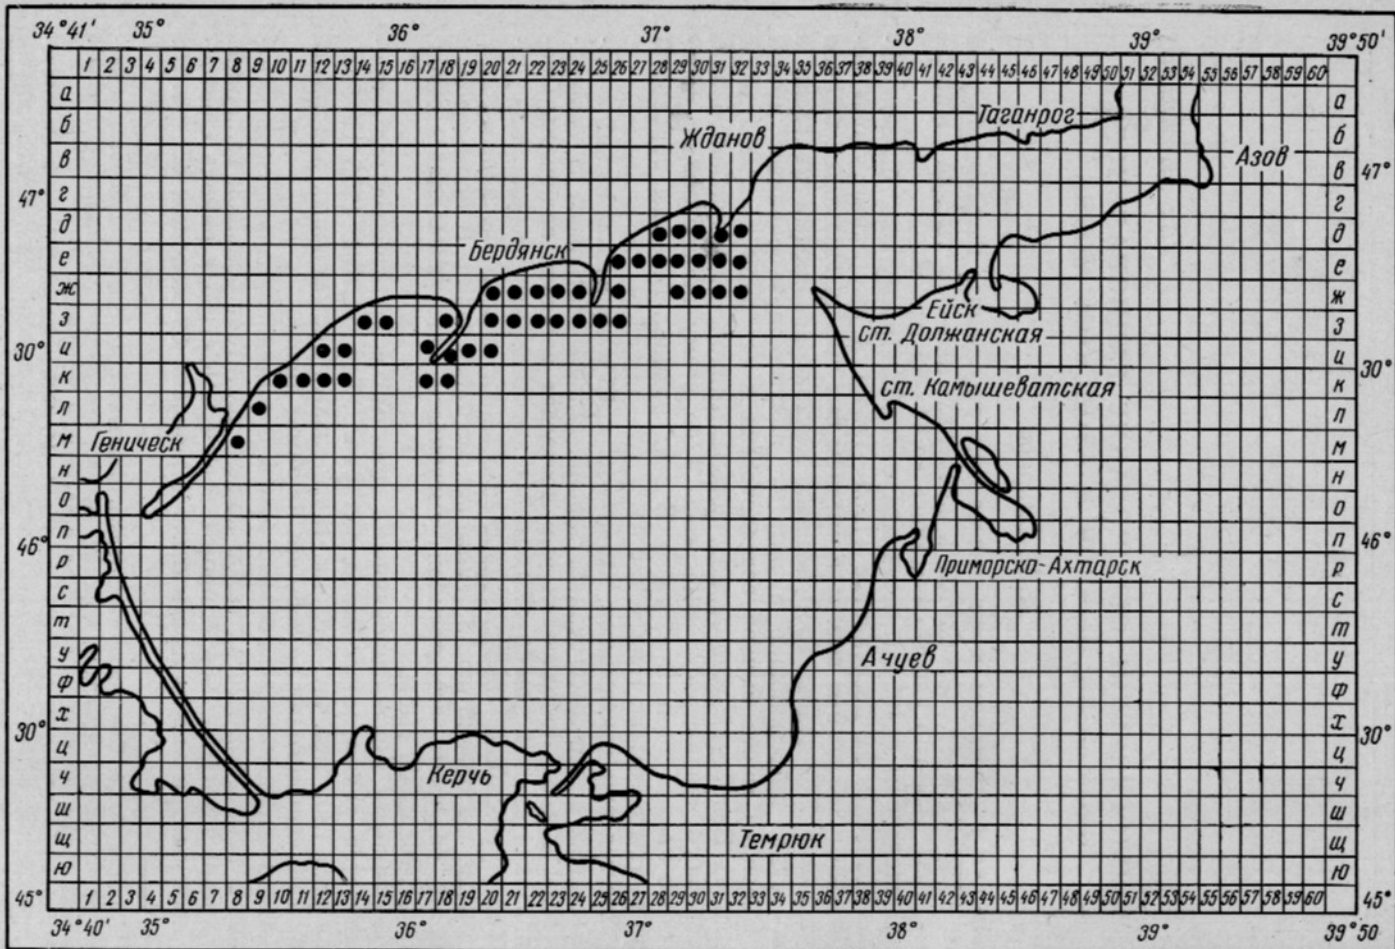 34°41' 35° 36° 37° 38° 39° 39°50'
1 2 3 4 5 6 7 8 9 10 11 12 13 14 15 16 17 18 19 20 21 22 23 24 25 26 27 28 29 30 31 32 33 34 35 36 37 38 39 40 41 42 43 44 45 46 47 48 49 50 51 52 53 54 55 56 57 58 59 60
а а
б Таганрог б
в Жданов Азов в
47° 47°
г г
д д
Бердянск
е е
ж ж
Ейск
з ст. Должанская з
30° и и 30°
к ст. Камышеватская к
л л
м Геническ м
н н
о о
46° п п 46°
р Приморско-Ахтарск р
с с
т т
у Ачуев у
ф ф
30° х х 30°
ц ц
ч Керчь ч
ш ш
щ Темрюк щ
ю ю
45° 1 2 3 4 5 6 7 8 9 10 11 12 13 14 15 16 17 18 19 20 21 22 23 24 25 26 27 28 29 30 31 32 33 34 35 36 37 38 39 40 41 42 43 44 45 46 47 48 49 50 51 52 53 54 55 56 57 58 59 60 45°
34°40' 35° 36° 37° 38° 39° 39°50